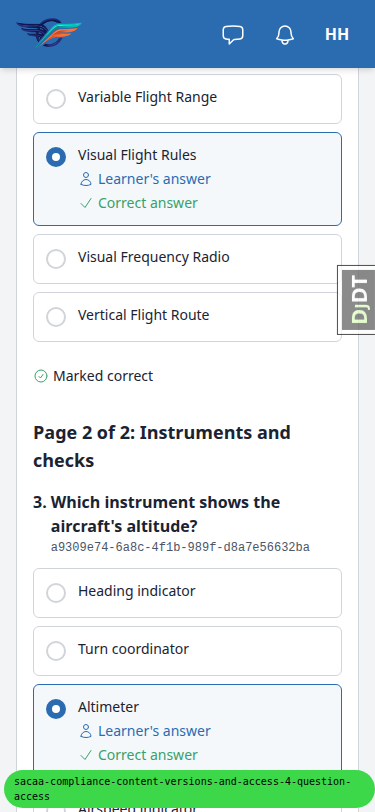 HH
Variable Flight Range
Visual Flight Rules
Learner's answer
Correct answer
Visual Frequency Radio
Vertical Flight Route
DjDT
Marked correct
Page 2 of 2: Instruments and
checks
3. Which instrument shows the
aircraft's altitude?
a9309e74-6a8c-4f1b-989f-d8a7e56632ba
Heading indicator
Turn coordinator
Altimeter
Learner's answer
Correct answer
sacaa-compliance-content-versions-and-access-4-question-
access
Airspeed indicator